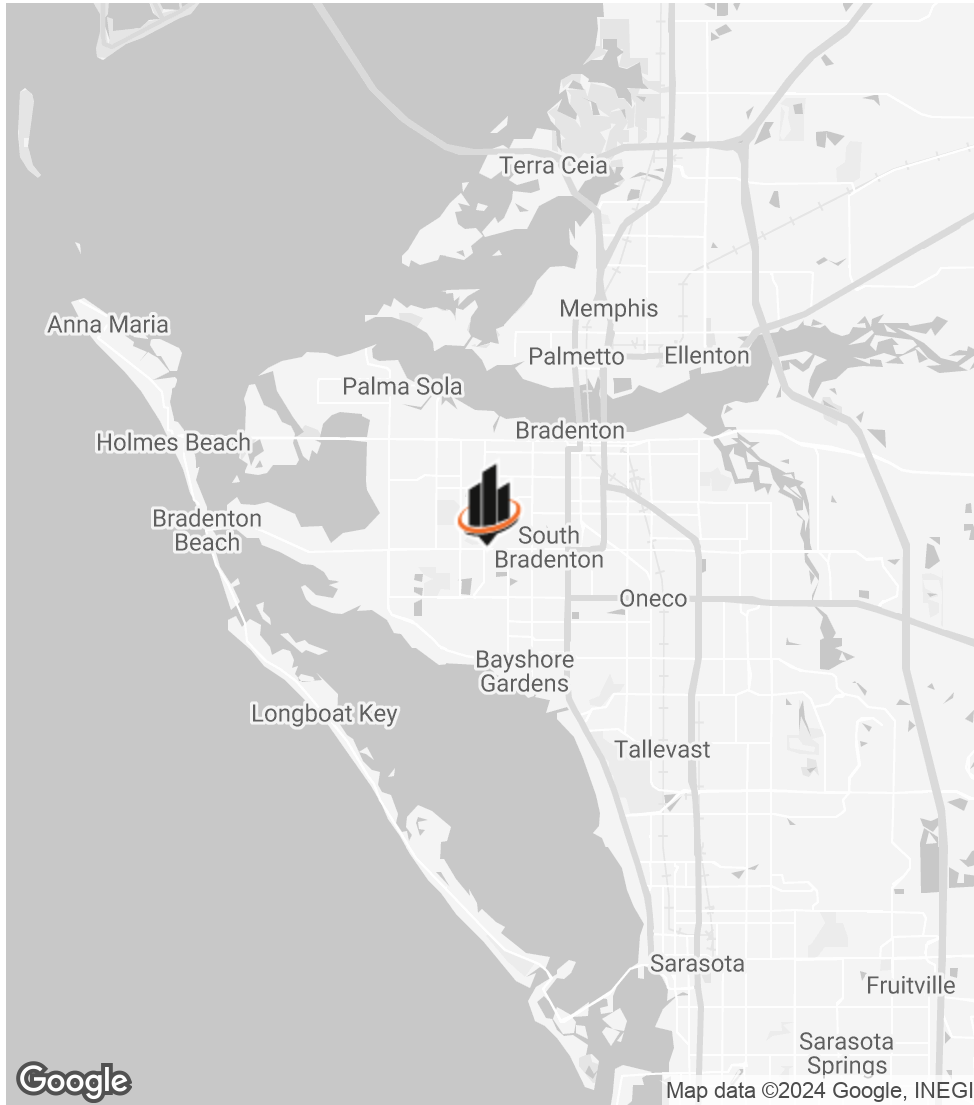 Terra Ceia
Memphis
Anna Maria
Palmetto
Ellenton
Palma Sola
Bradenton
Holmes Beach
Bradenton
Beach
South
Bradenton
Oneco
Bayshore
Gardens
Longboat Key
Tallevast
Sarasota
Fruitville
Sarasota
Springs
Google
Map data ©2024 Google, INEGI